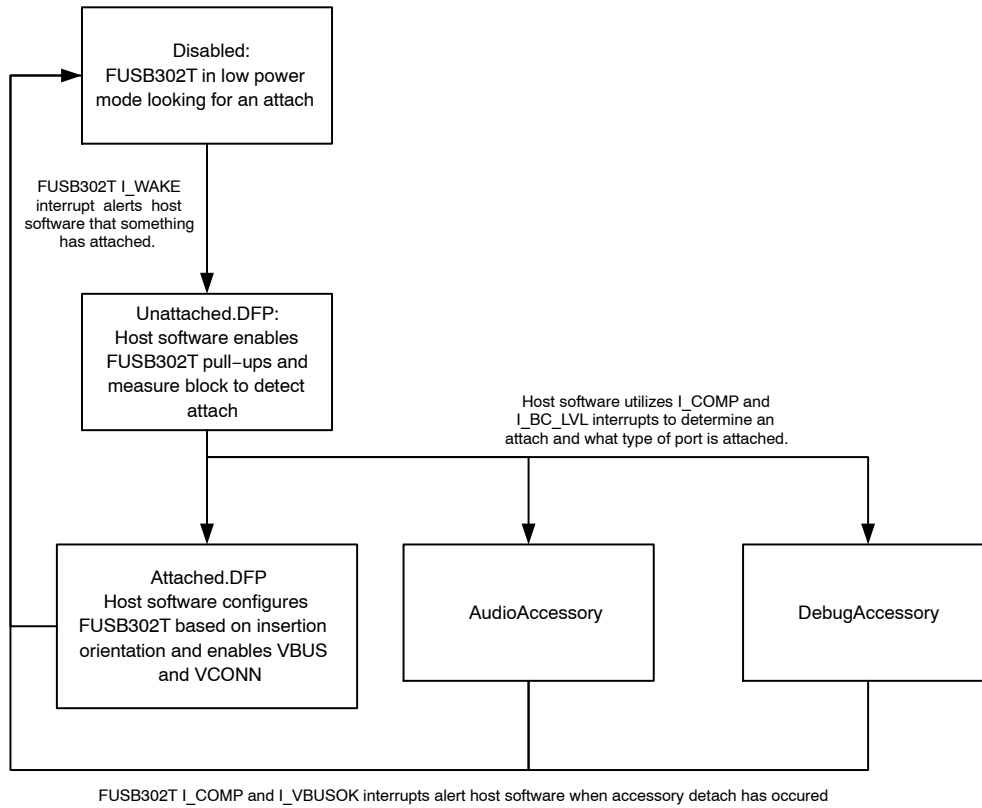 Disabled:
FUSB302T in low power
mode looking for an attach
FUSB302T I_WAKE
interrupt alerts host
software that something
has attached.
Unattached.DFP:
Host software enables
FUSB302T pull−ups and
measure block to detect
attach
Host software utilizes I_COMP and
I_BC_LVL interrupts to determine an
attach and what type of port is attached.
Attached.DFP
Host software configures
FUSB302T based on insertion
orientation and enables VBUS
and VCONN
AudioAccessory
DebugAccessory
FUSB302T I_COMP and I_VBUSOK interrupts alert host software when accessory detach has occured